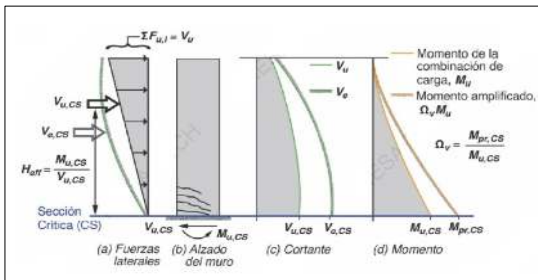 ΣF_u,i = V_u
V_u,CS
V_e,CS
H_eff = M_u,CS / V_u,CS
Sección
Crítica (CS)
V_u,CS
M_u,CS
(a) Fuerzas
laterales
(b) Alzado
del muro
V_u
V_e
V_u,CS
V_e,CS
(c) Cortante
Momento de la
combinación de
carga, M_u
Momento amplificado,
Ω_v M_u
Ω_v = M_pr,CS / M_u,CS
M_u,CS
M_pr,CS
(d) Momento